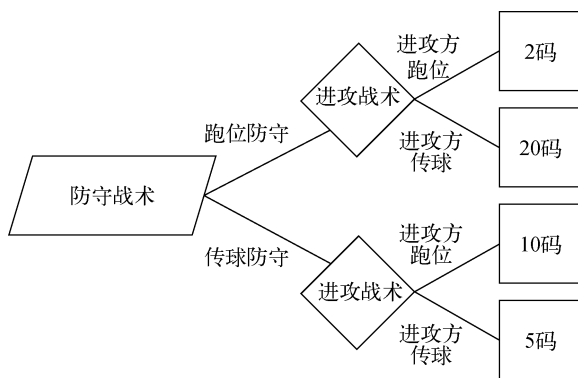 进攻方
跑位
2码
进攻战术
跑位防守
进攻方
传球
20码
防守战术
传球防守
进攻方
跑位
10码
进攻战术
进攻方
传球
5码